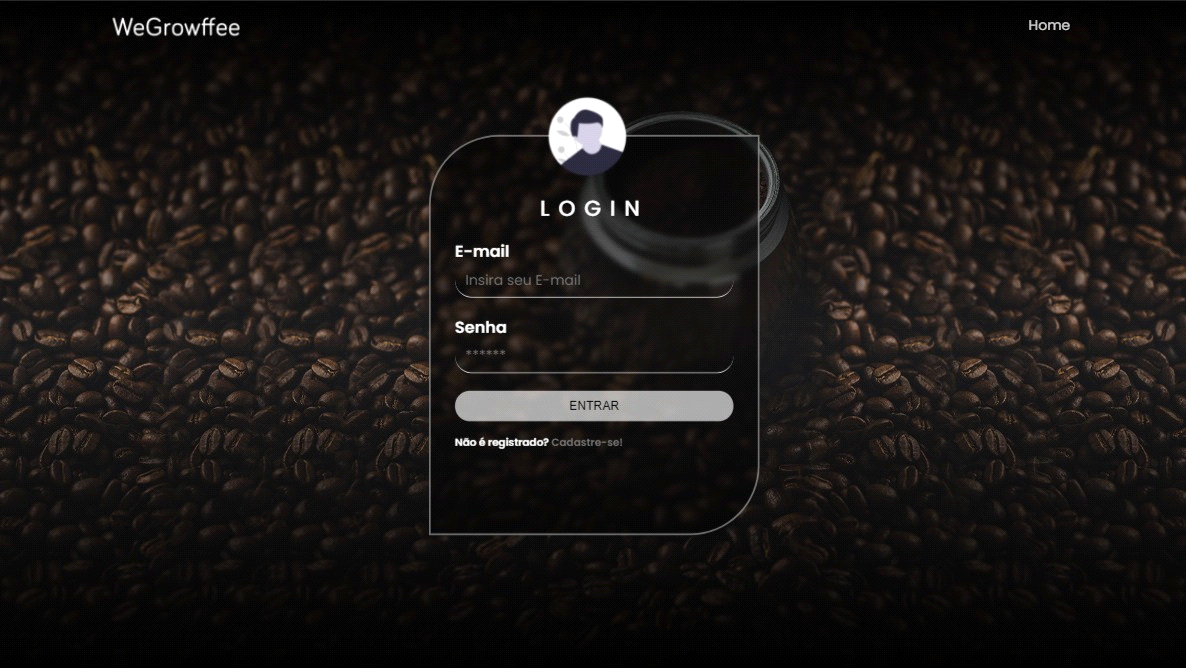 WeGrowffee
Home
LOGIN
E-mail
Insira seu E-mail
Senha
******
ENTRAR
Não é registrado? Cadastre-se!